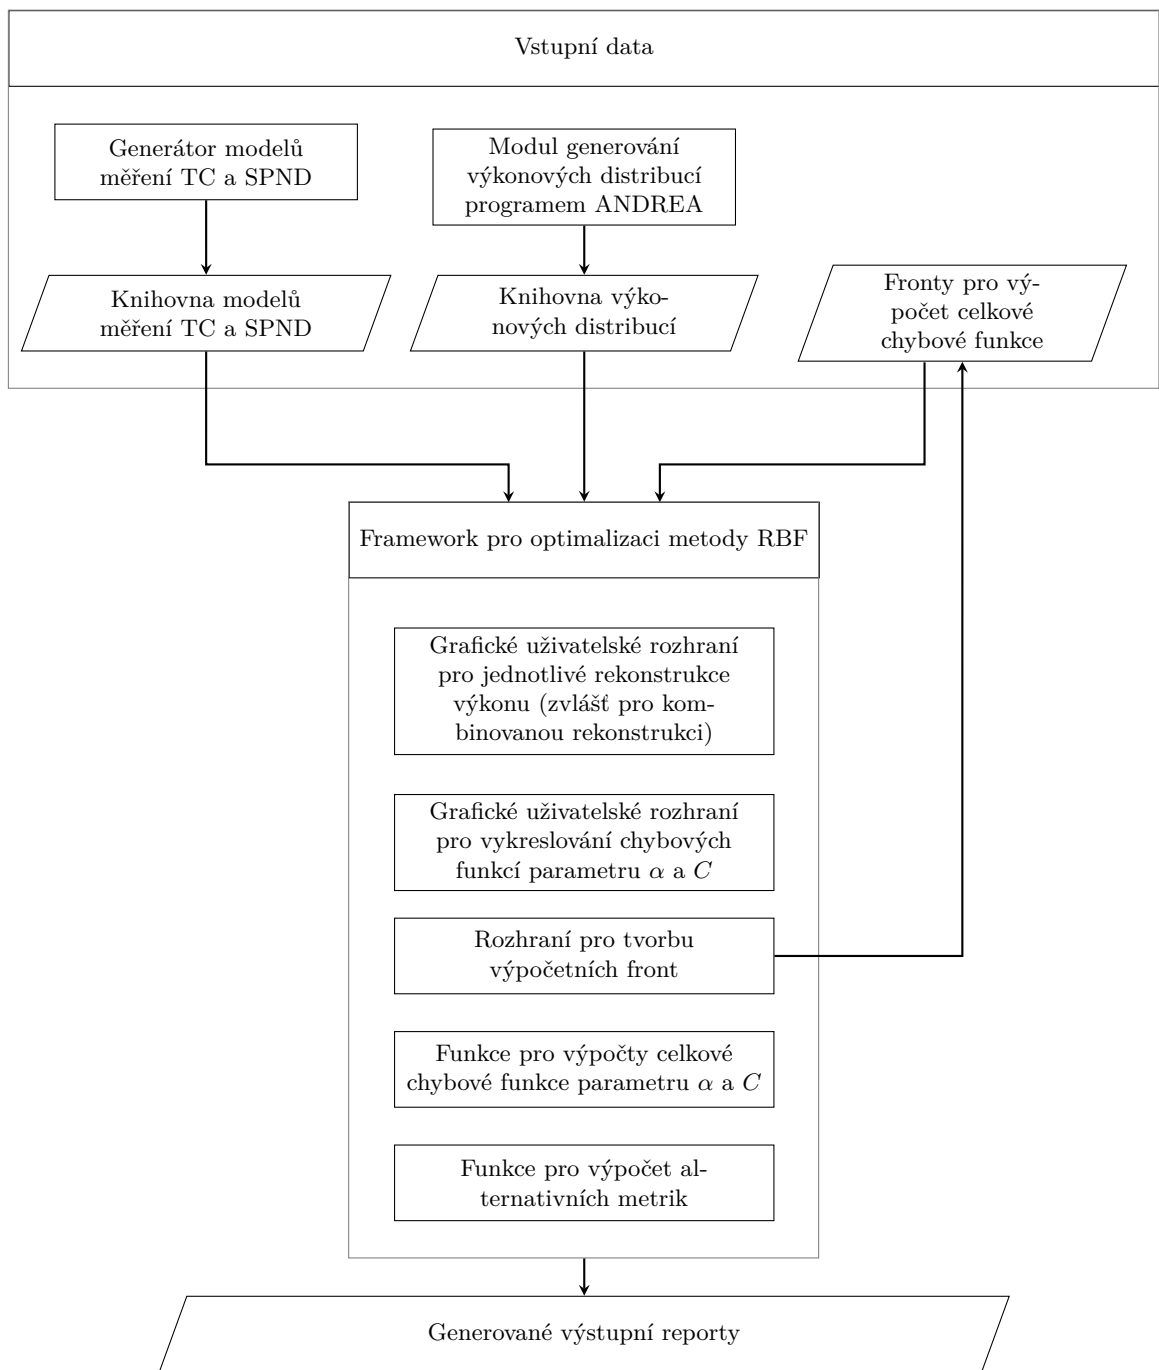 Vstupní data
Generátor modelů
měření TC a SPND
Modul generování
výkonových distribucí
programem ANDREA
Knihovna modelů
měření TC a SPND
Knihovna výko-
nových distribucí
Fronty pro vý-
počet celkové
chybové funkce
Framework pro optimalizaci metody RBF
Grafické uživatelské rozhraní
pro jednotlivé rekonstrukce
výkonu (zvlášť pro kom-
binovanou rekonstrukci)
Grafické uživatelské rozhraní
pro vykreslování chybových
funkcí parametru α a C
Rozhraní pro tvorbu
výpočetních front
Funkce pro výpočty celkové
chybové funkce parametru α a C
Funkce pro výpočet al-
ternativních metrik
Generované výstupní reporty